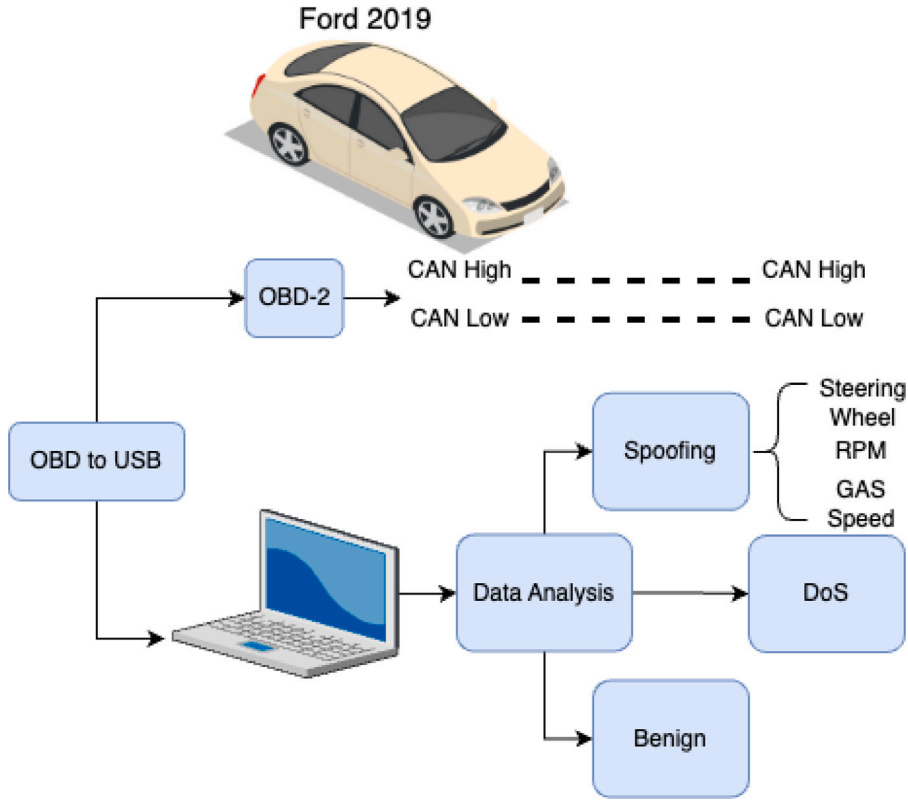 Ford 2019
CAN High
CAN High
OBD-2
CAN Low
CAN Low
OBD to USB
Spoofing
Steering
Wheel
RPM
GAS
Speed
Data Analysis
DoS
Benign